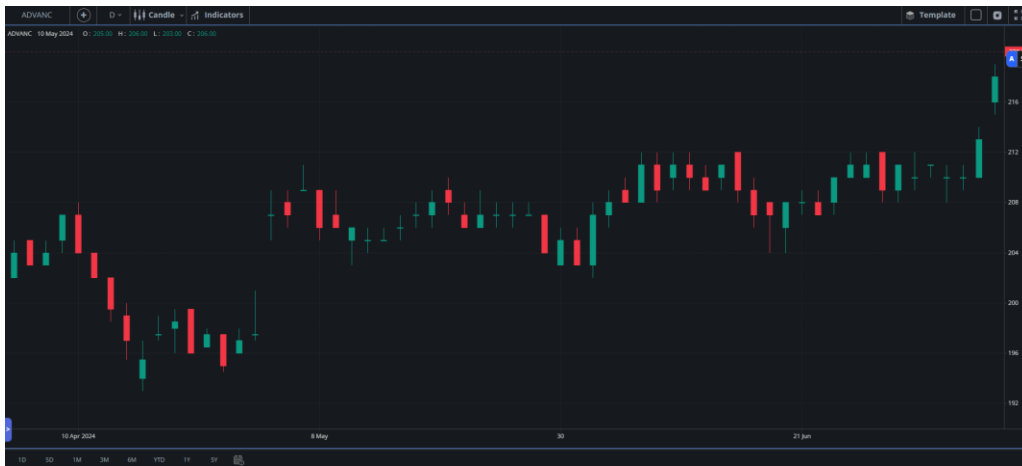 ADVANC D Candle Indicators Template
ADVANC 10 May 2024 O: 205.00 H: 206.00 L: 203.00 C: 206.00
A
216
212
208
204
200
196
192
10 Apr 2024 8 May 30 21 Jun
1D 5D 1M 3M 6M YTD 1Y 5Y